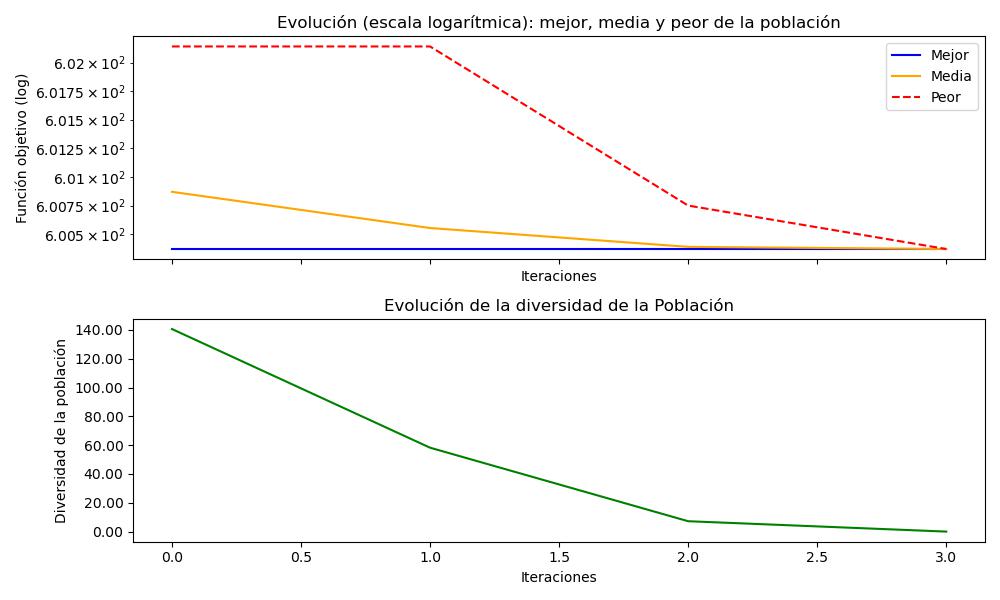 Evolución (escala logarítmica): mejor, media y peor de la población
Función objetivo (log)
6.02 × 10²
6.0175 × 10²
6.015 × 10²
6.0125 × 10²
6.01 × 10²
6.0075 × 10²
6.005 × 10²
Mejor
Media
Peor
Iteraciones
Evolución de la diversidad de la Población
Diversidad de la población
140.00
120.00
100.00
80.00
60.00
40.00
20.00
0.00
0.0 0.5 1.0 1.5 2.0 2.5 3.0
Iteraciones